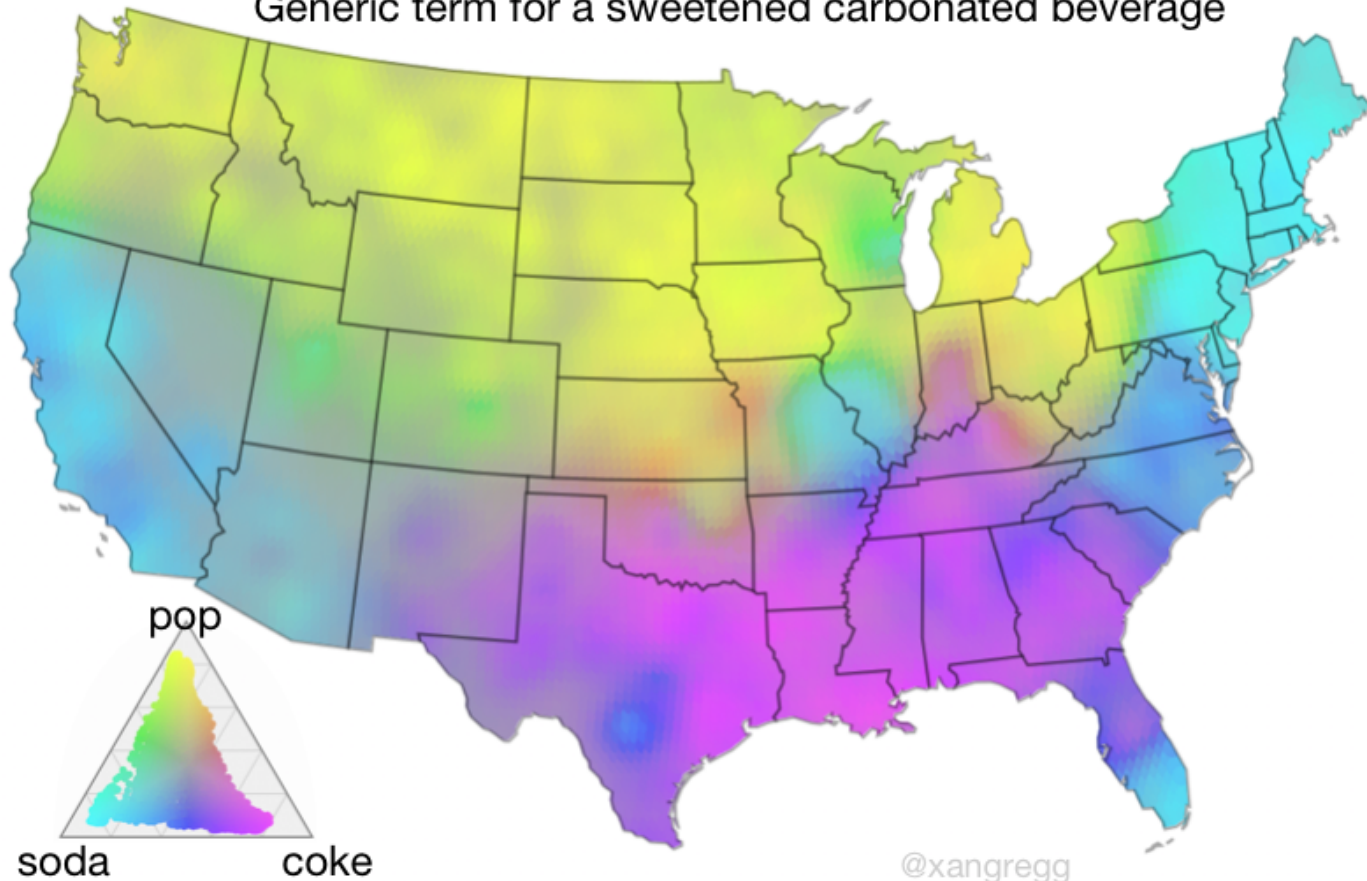 Generic term for a sweetened carbonated beverage
pop
soda
coke
@xangregg